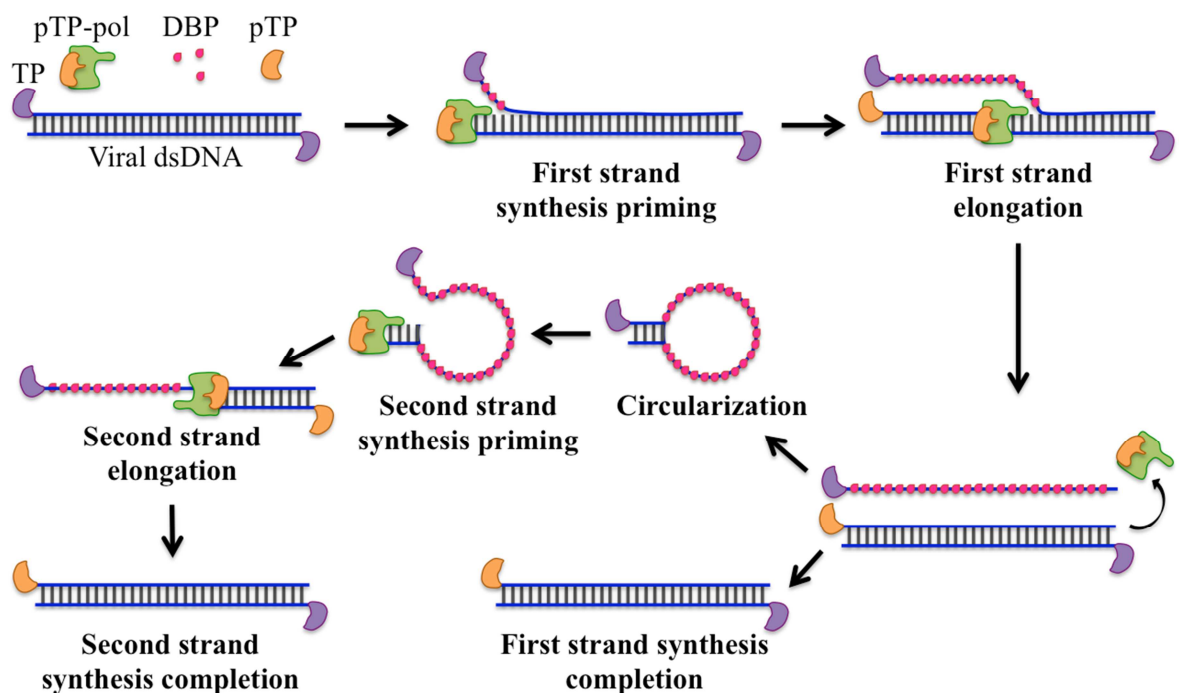 pTP-pol
DBP
pTP
TP
Viral dsDNA
First strand
synthesis priming
First strand
elongation
Second strand
synthesis priming
Circularization
Second strand
elongation
Second strand
synthesis completion
First strand synthesis
completion